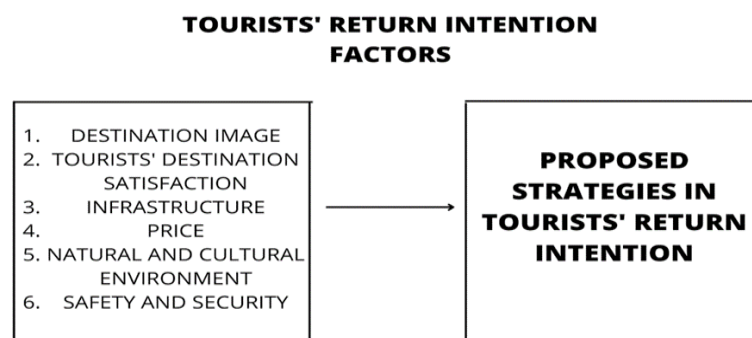 TOURISTS' RETURN INTENTION
FACTORS
1. DESTINATION IMAGE
2. TOURISTS' DESTINATION
SATISFACTION
3. INFRASTRUCTURE
4. PRICE
5. NATURAL AND CULTURAL
ENVIRONMENT
6. SAFETY AND SECURITY
PROPOSED
STRATEGIES IN
TOURISTS' RETURN
INTENTION